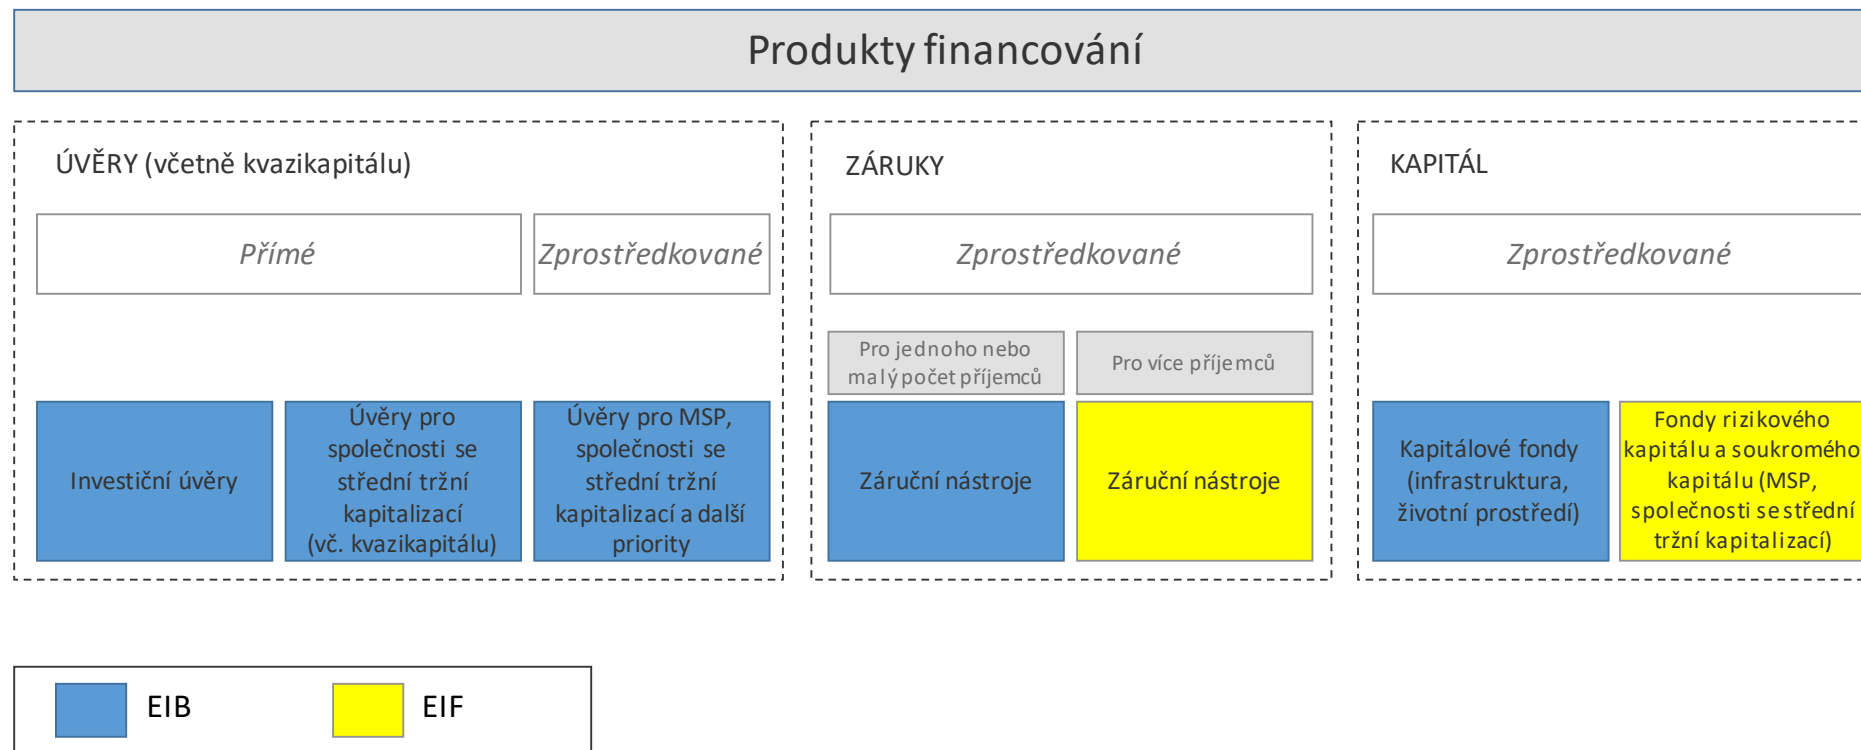 Produkty financování
ÚVĚRY (včetně kvazikapitálu)
Přímé
Zprostředkované
Investiční úvěry
Úvěry pro
společnosti se
střední tržní
kapitalizací
(vč. kvazikapitálu)
Úvěry pro MSP,
společnosti se
střední tržní
kapitalizací a další
priority
ZÁRUKY
Zprostředkované
Pro jednoho nebo
malý počet příjemců
Pro více příjemců
Záruční nástroje
Záruční nástroje
KAPITÁL
Zprostředkované
Kapitálové fondy
(infrastruktura,
životní prostředí)
Fondy rizikového
kapitálu a soukromého
kapitálu (MSP,
společnosti se střední
tržní kapitalizací)
EIB
EIF